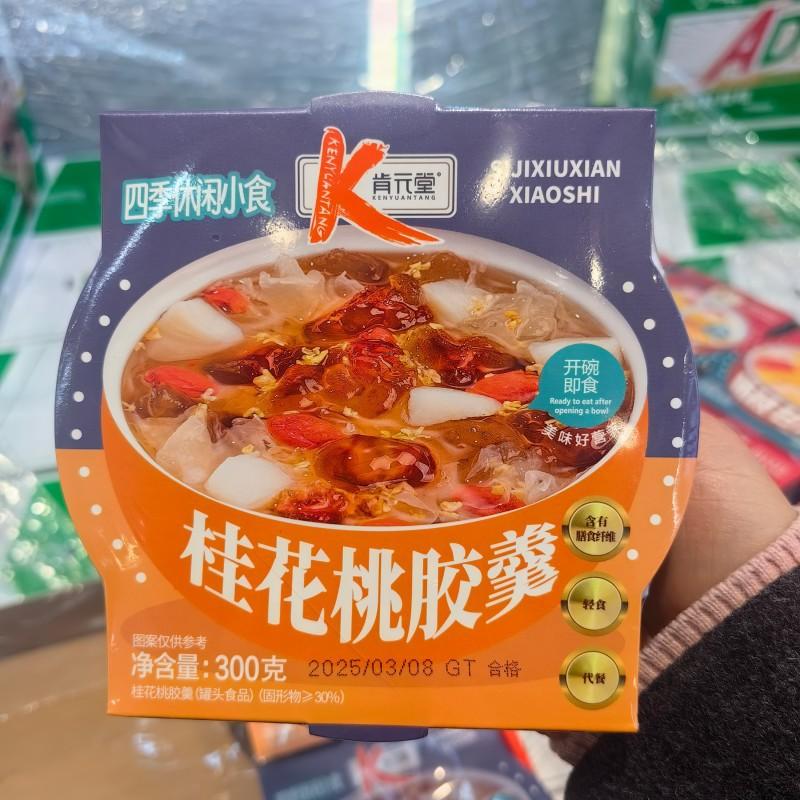 四季休闲小食
KENYUANTANG
K
肯元堂
KENYUANTANG
SIJIXIUXIAN
XIAOSHI
开碗
即食
Ready to eat after
opening a bowl
美味好营养
桂花桃胶羹
含有
膳食纤维
轻食
代餐
图案仅供参考
净含量:300克
2025/03/08 GT 合格
桂花桃胶羹(罐头食品)(固形物≥30%)
AD
K